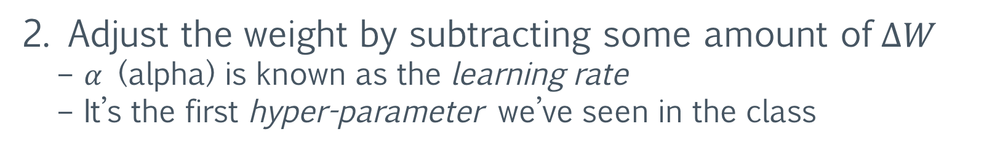 2. Adjust the weight by subtracting some amount of ΔW
– α (alpha) is known as the learning rate
– It’s the first hyper-parameter we’ve seen in the class